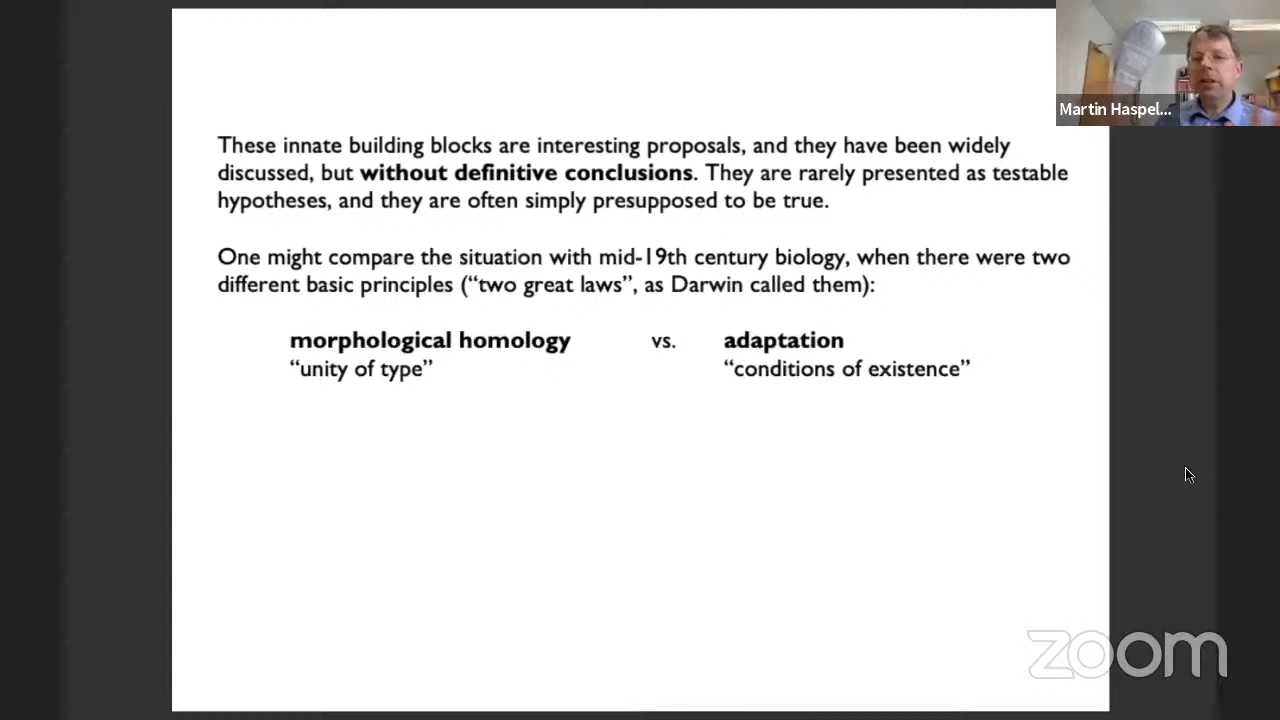 These innate building blocks are interesting proposals, and they have been widely
discussed, but without definitive conclusions. They are rarely presented as testable
hypotheses, and they are often simply presupposed to be true.
One might compare the situation with mid-19th century biology, when there were two
different basic principles (“two great laws”, as Darwin called them):
morphological homology vs. adaptation
“unity of type” “conditions of existence”
Martin Haspel...
zoom